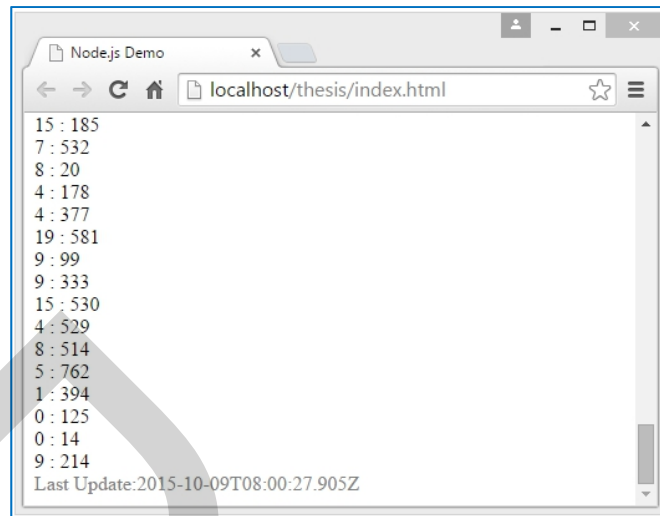 Node.js Demo
localhost/thesis/index.html
15 : 185
7 : 532
8 : 20
4 : 178
4 : 377
19 : 581
9 : 99
9 : 333
15 : 530
4 : 529
8 : 514
5 : 762
1 : 394
0 : 125
0 : 14
9 : 214
Last Update:2015-10-09T08:00:27.905Z